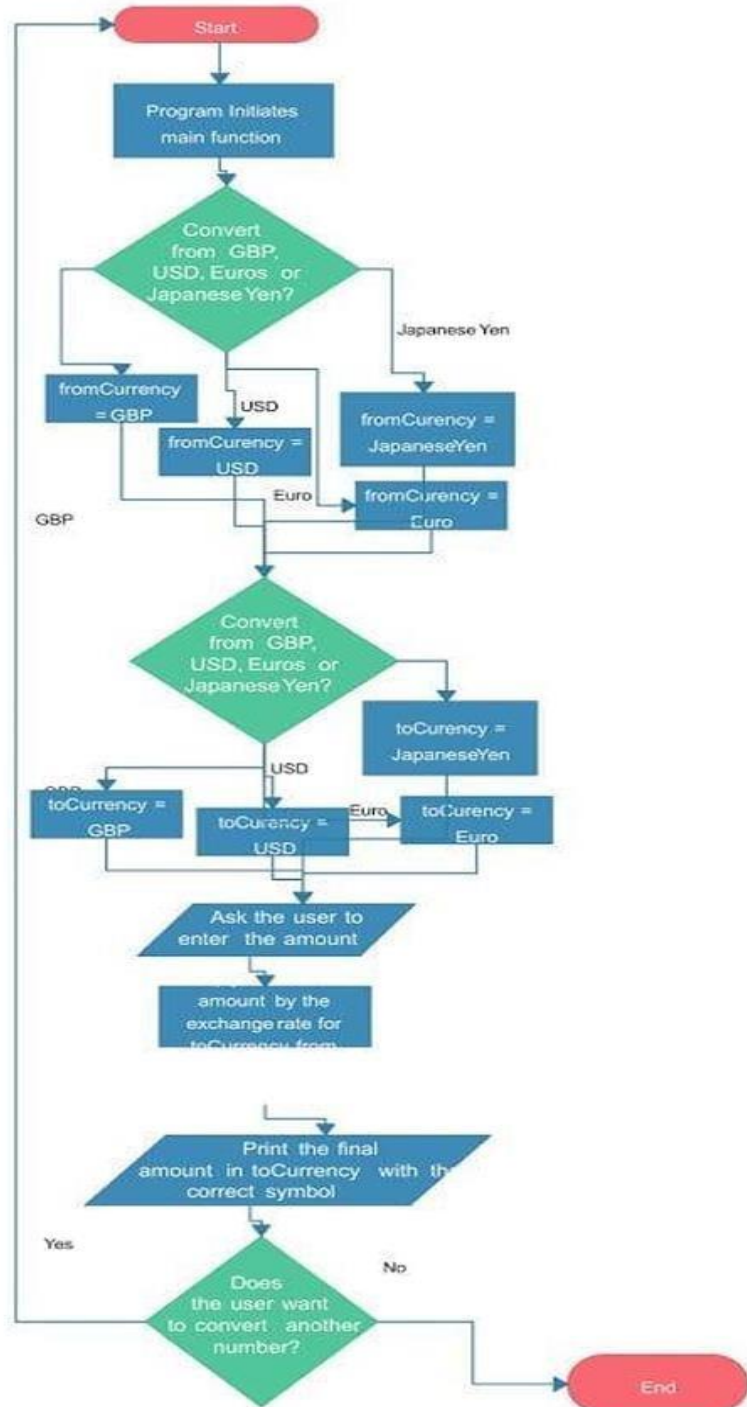 Start
Program Initiates
main function
Convert
from GBP,
USD, Euros or
Japanese Yen?
Japanese Yen
fromCurrency
= GBP
USD
fromCurency =
USD
fromCurency =
JapaneseYen
Euro
fromCurency =
Euro
GBP
Convert
from GBP,
USD, Euros or
Japanese Yen?
toCurency =
JapaneseYen
USD
toCurrency =
GBP
toCurency =
USD
Euro
toCurency =
Euro
Ask the user to
enter the amount
amount by the
exchange rate for
toCurrency from
Print the final
amount in toCurrency with the
correct symbol
Yes
No
Does
the user want
to convert another
number?
End